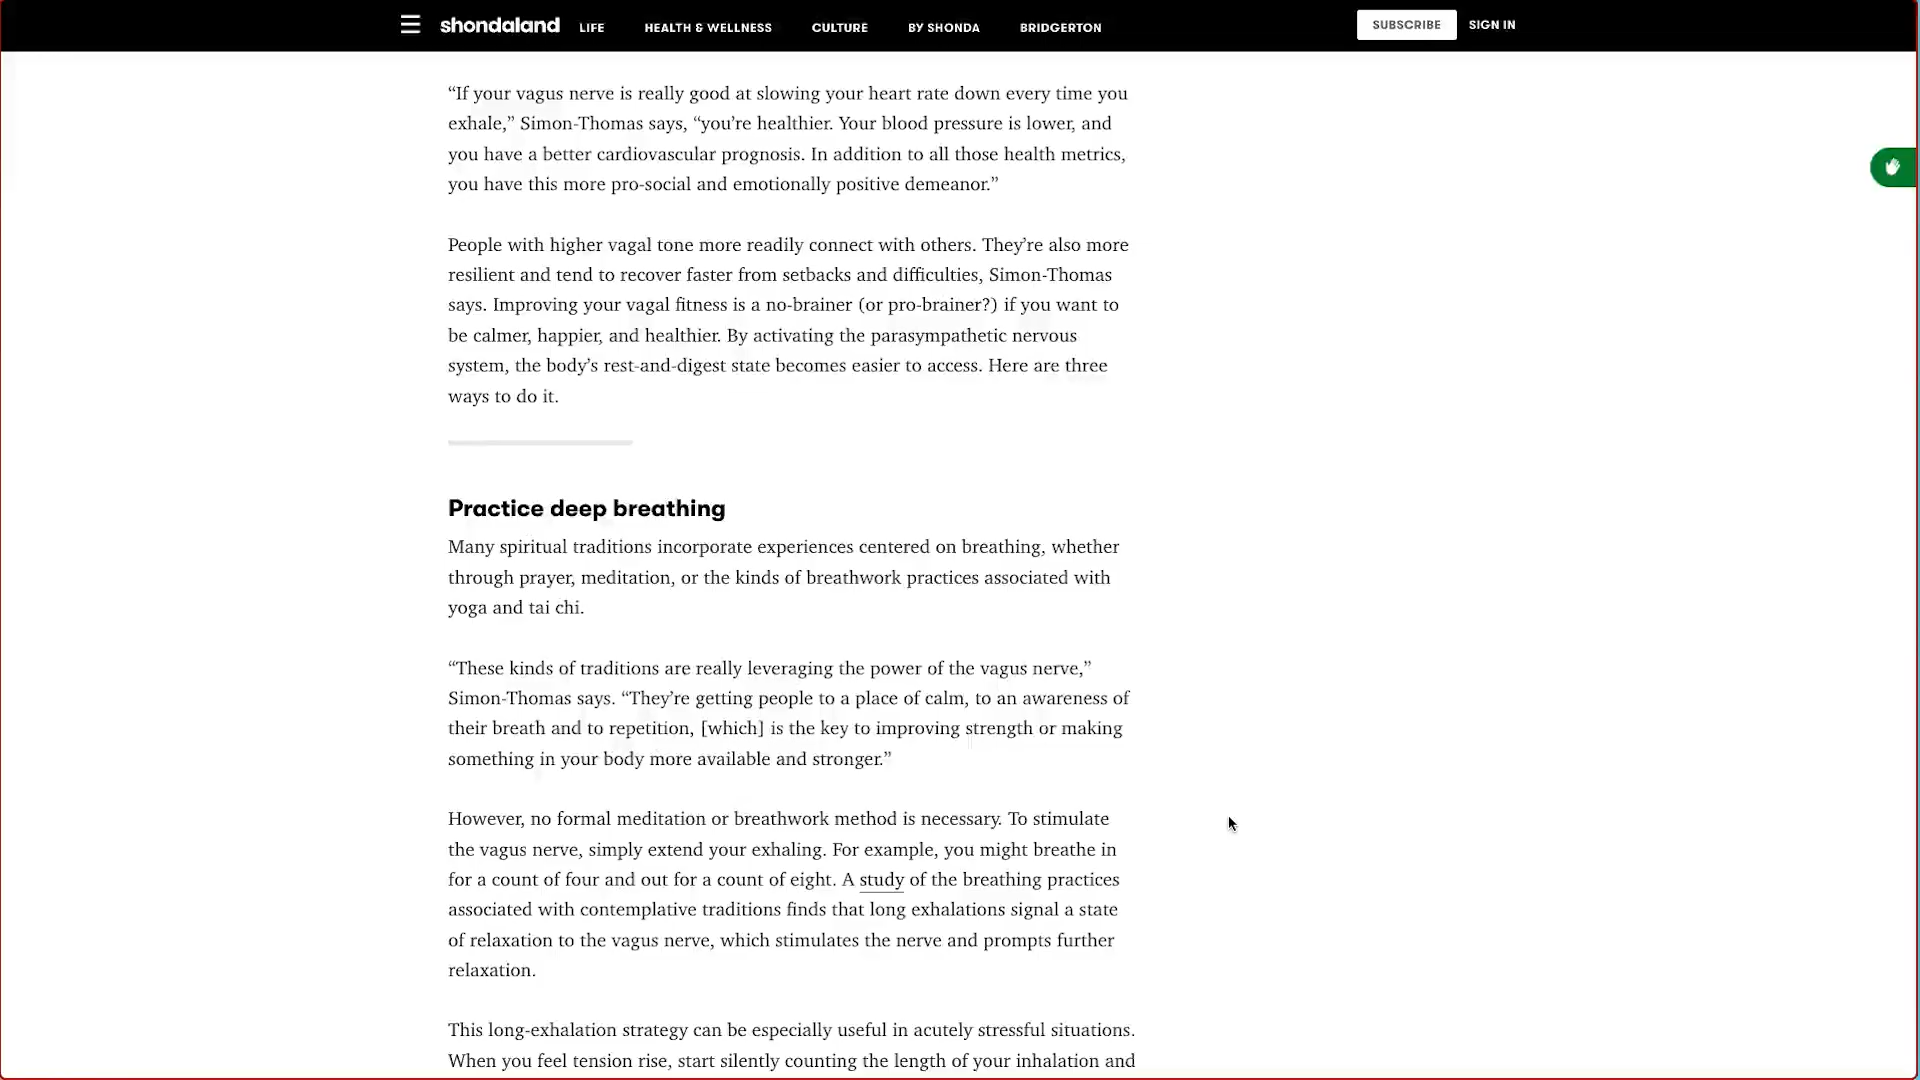 shondaland LIFE HEALTH & WELLNESS CULTURE BY SHONDA BRIDGERTON SUBSCRIBE SIGN IN
“If your vagus nerve is really good at slowing your heart rate down every time you
exhale,” Simon-Thomas says, “you’re healthier. Your blood pressure is lower, and
you have a better cardiovascular prognosis. In addition to all those health metrics,
you have this more pro-social and emotionally positive demeanor.”
People with higher vagal tone more readily connect with others. They’re also more
resilient and tend to recover faster from setbacks and difficulties, Simon-Thomas
says. Improving your vagal fitness is a no-brainer (or pro-brainer?) if you want to
be calmer, happier, and healthier. By activating the parasympathetic nervous
system, the body’s rest-and-digest state becomes easier to access. Here are three
ways to do it.
Practice deep breathing
Many spiritual traditions incorporate experiences centered on breathing, whether
through prayer, meditation, or the kinds of breathwork practices associated with
yoga and tai chi.
“These kinds of traditions are really leveraging the power of the vagus nerve,”
Simon-Thomas says. “They’re getting people to a place of calm, to an awareness of
their breath and to repetition, [which] is the key to improving strength or making
something in your body more available and stronger.”
However, no formal meditation or breathwork method is necessary. To stimulate
the vagus nerve, simply extend your exhaling. For example, you might breathe in
for a count of four and out for a count of eight. A study of the breathing practices
associated with contemplative traditions finds that long exhalations signal a state
of relaxation to the vagus nerve, which stimulates the nerve and prompts further
relaxation.
This long-exhalation strategy can be especially useful in acutely stressful situations.
When you feel tension rise, start silently counting the length of your inhalation and